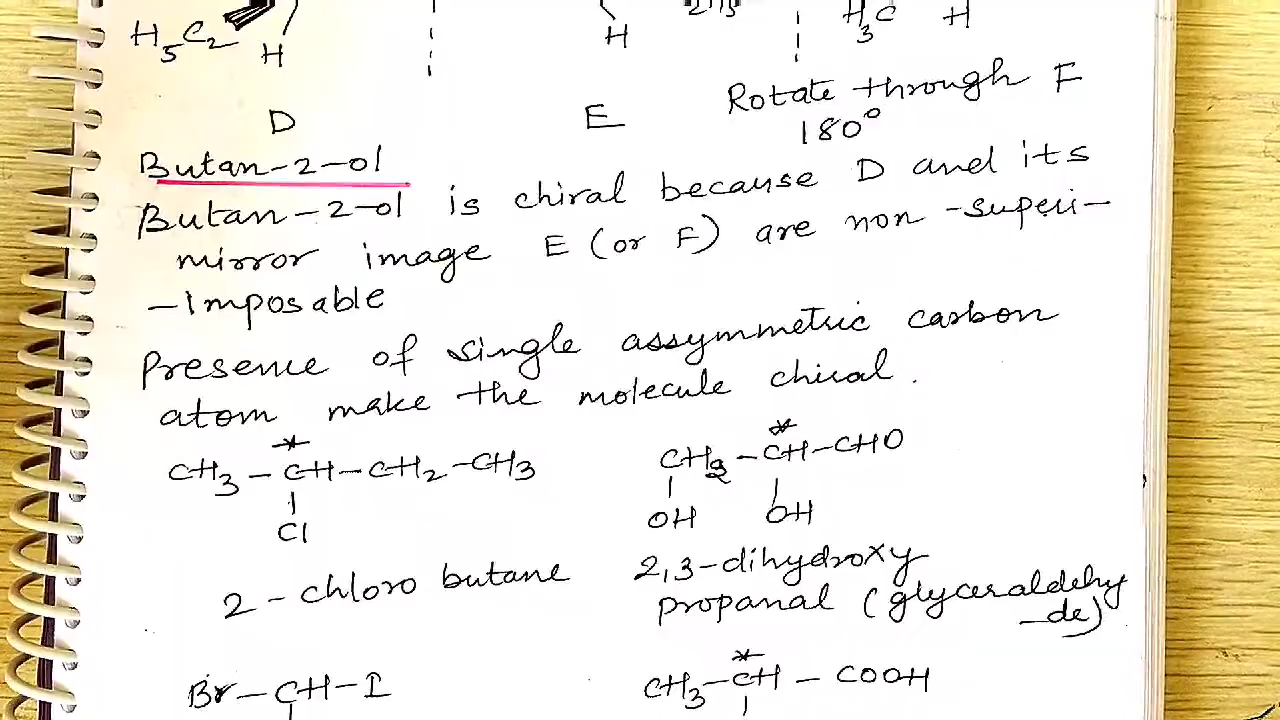 H5C2 H H H3C H
D E Rotate through F
180°
Butan-2-ol
Butan-2-ol is chiral because D and its
mirror image E (or F) are non-superi-
-imposable
Presence of single assymmetric carbon
atom make the molecule chiral.
CH3-CH-CH2-CH3 CH2-CH-CHO
* *
Cl OH OH
2-chloro butane 2,3-dihydroxy
propanal (glyceraldehy
-de)
Br-CH-I CH3-CH-COOH
*